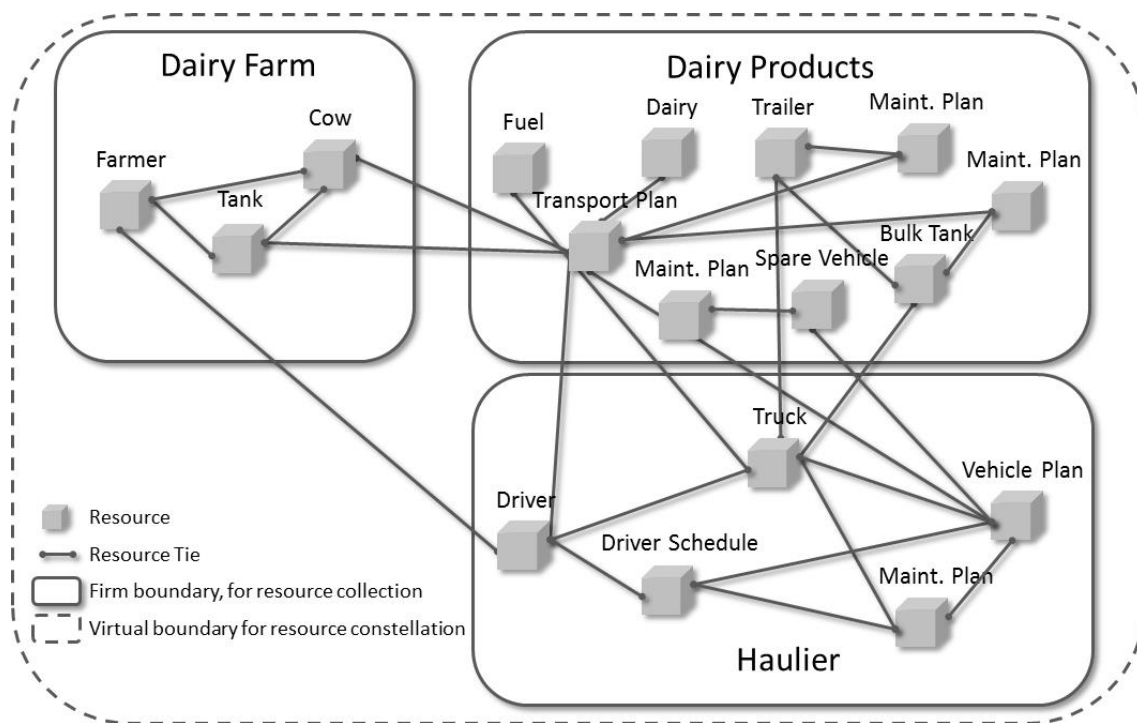 Dairy Farm
Cow
Farmer
Tank
Dairy Products
Fuel
Dairy
Trailer
Maint. Plan
Maint. Plan
Transport Plan
Bulk Tank
Maint. Plan
Spare Vehicle
Truck
Vehicle Plan
Driver
Driver Schedule
Maint. Plan
Haulier
Resource
Resource Tie
Firm boundary, for resource collection
Virtual boundary for resource constellation